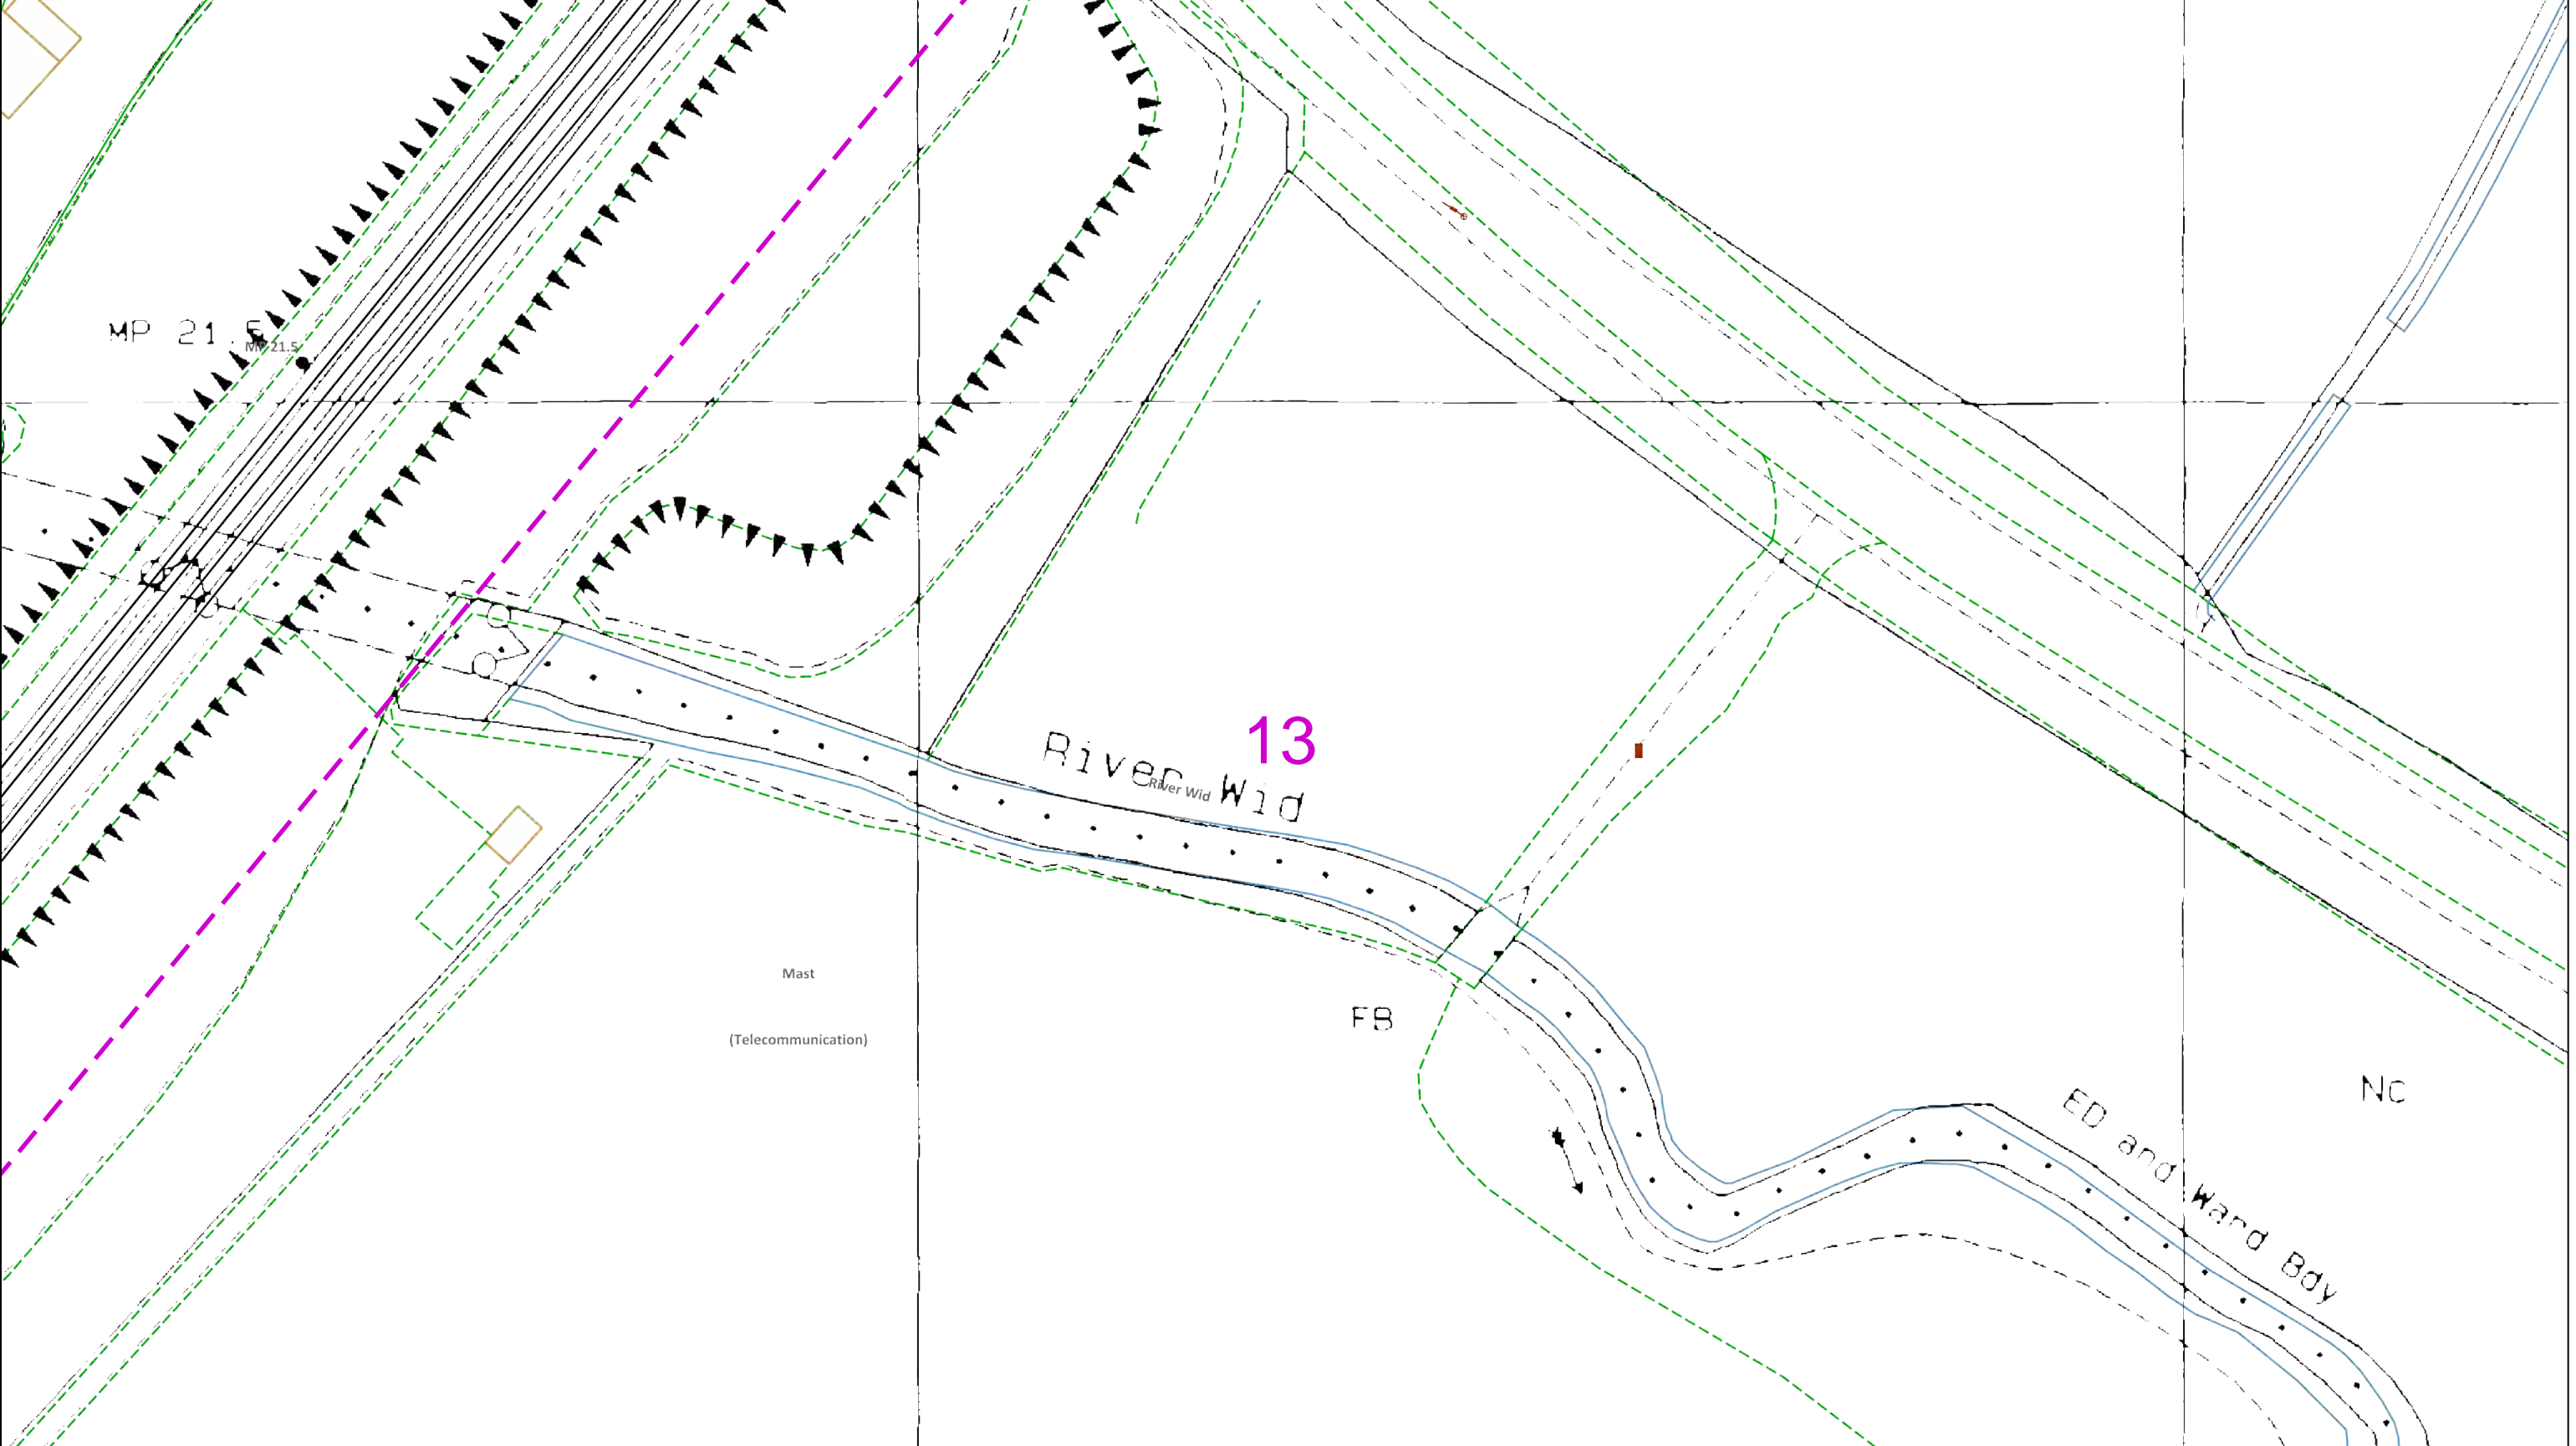 MP 21.5
MP 21.5
13
River Wid
River Wid
Mast
(Telecommunication)
FB
NC
ED and Ward Bdy